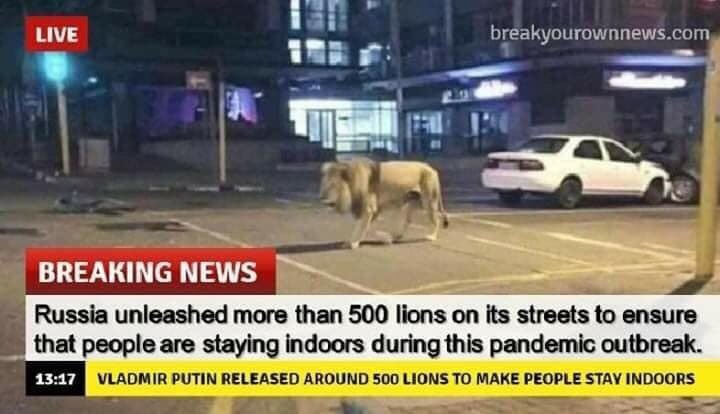 LIVE
breakyourownnews.com
BREAKING NEWS
Russia unleashed more than 500 lions on its streets to ensure
that people are staying indoors during this pandemic outbreak.
13:17 VLADMIR PUTIN RELEASED AROUND 500 LIONS TO MAKE PEOPLE STAY INDOORS